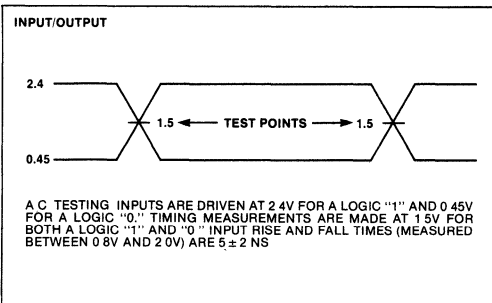 INPUT/OUTPUT
2.4
1.5 TEST POINTS 1.5
0.45
A C TESTING INPUTS ARE DRIVEN AT 2 4V FOR A LOGIC "1" AND 0 45V
FOR A LOGIC "0." TIMING MEASUREMENTS ARE MADE AT 1 5V FOR
BOTH A LOGIC "1" AND "0 " INPUT RISE AND FALL TIMES (MEASURED
BETWEEN 0 8V AND 2 0V) ARE 5 ± 2 NS